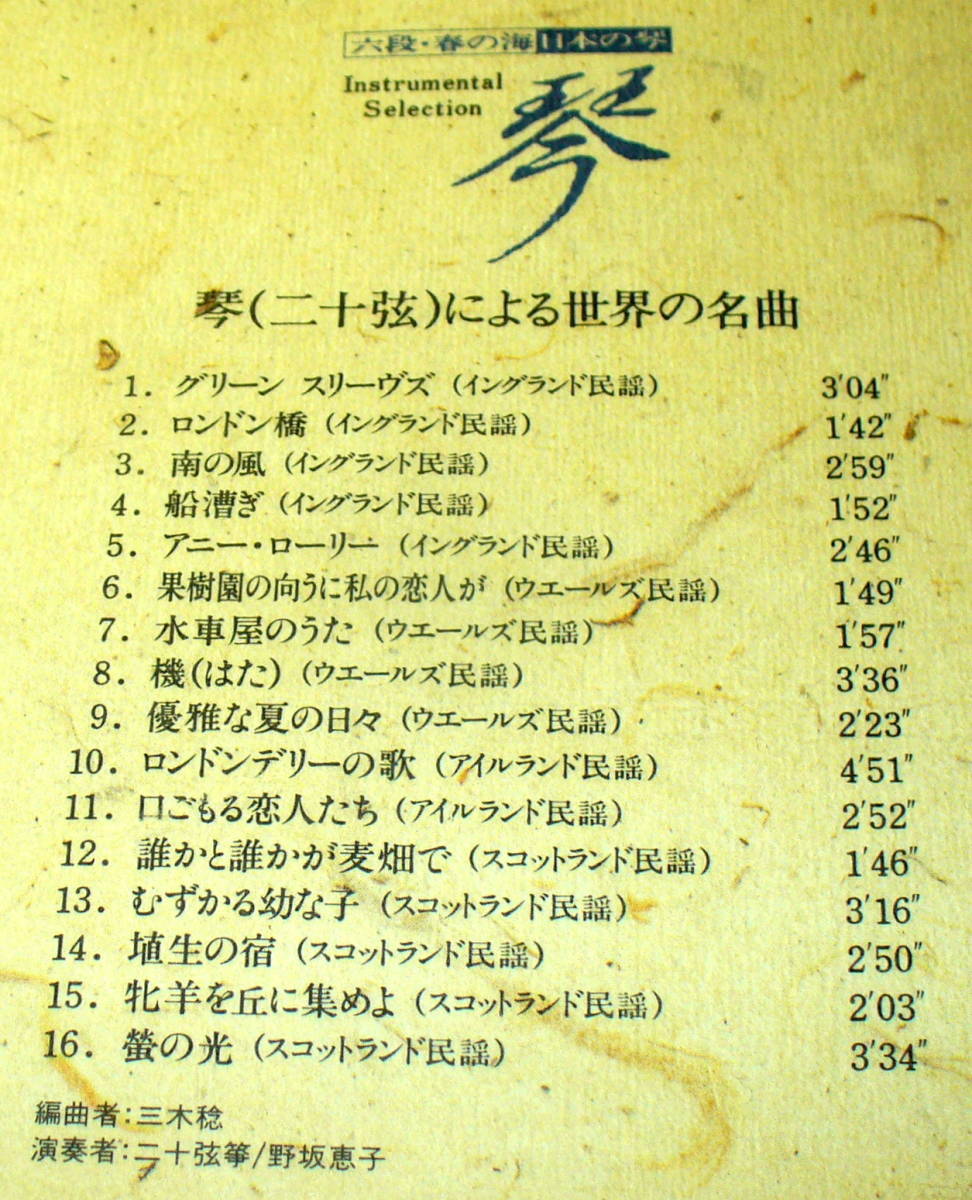 六段・春の海 日本の琴
Instrumental
Selection
琴
琴(二十弦)による世界の名曲
1. グリーン スリーヴズ (イングランド民謡) 3′04″
2. ロンドン橋 (イングランド民謡) 1′42″
3. 南の風 (イングランド民謡) 2′59″
4. 船漕ぎ (イングランド民謡) 1′52″
5. アニー・ローリー (イングランド民謡) 2′46″
6. 果樹園の向うに私の恋人が (ウエールズ民謡) 1′49″
7. 水車屋のうた (ウエールズ民謡) 1′57″
8. 機(はた) (ウエールズ民謡) 3′36″
9. 優雅な夏の日々 (ウエールズ民謡) 2′23″
10. ロンドンデリーの歌 (アイルランド民謡) 4′51″
11. 口ごもる恋人たち (アイルランド民謡) 2′52″
12. 誰かと誰かが麦畑で (スコットランド民謡) 1′46″
13. むずかる幼な子 (スコットランド民謡) 3′16″
14. 埴生の宿 (スコットランド民謡) 2′50″
15. 牝羊を丘に集めよ (スコットランド民謡) 2′03″
16. 螢の光 (スコットランド民謡) 3′34″
編曲者:三木稔
演奏者:二十弦箏/野坂恵子